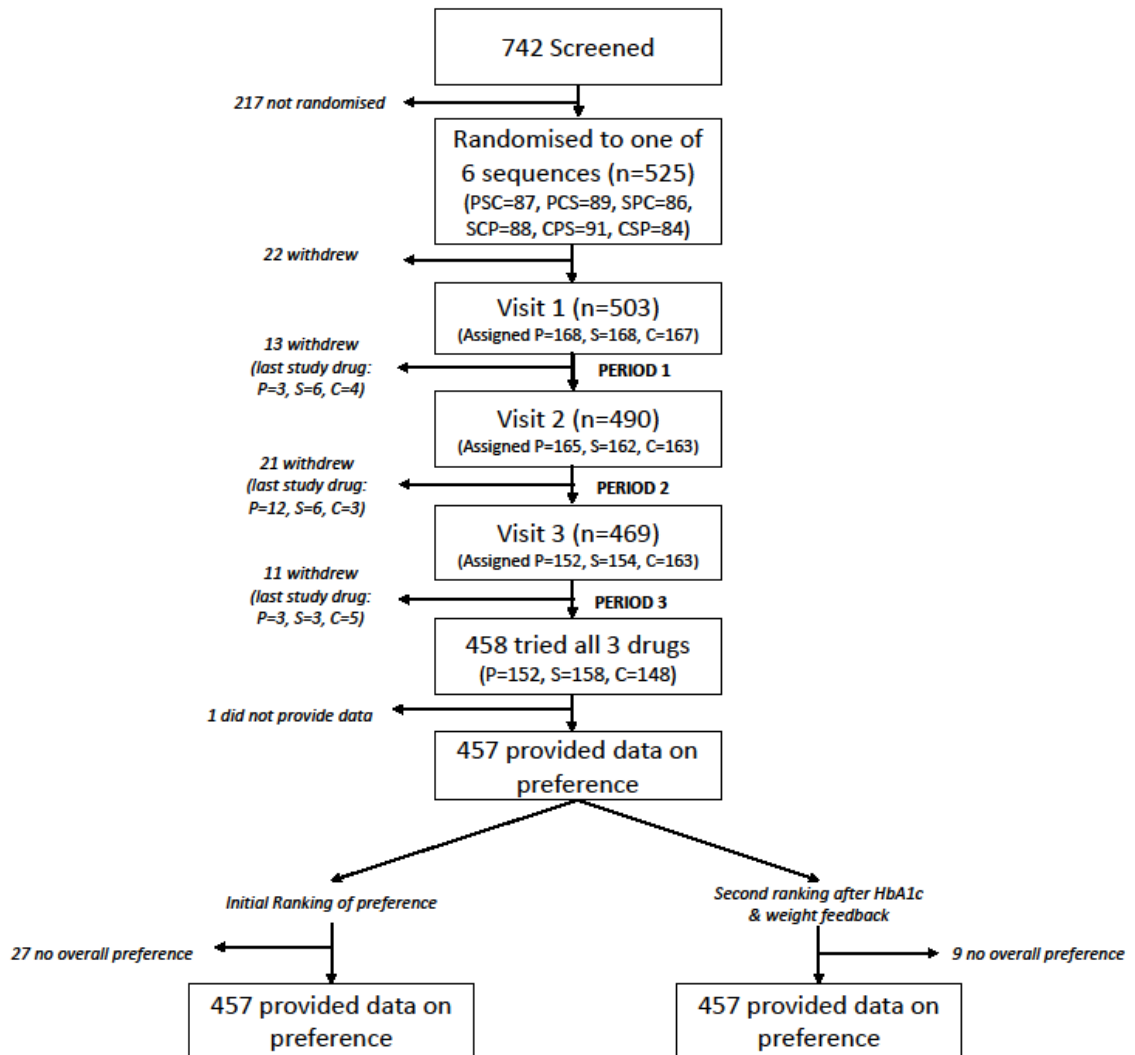 742 Screened
217 not randomised
Randomised to one of
6 sequences (n=525)
(PSC=87, PCS=89, SPC=86,
SCP=88, CPS=91, CSP=84)
22 withdrew
Visit 1 (n=503)
(Assigned P=168, S=168, C=167)
13 withdrew
(last study drug:
P=3, S=6, C=4)
PERIOD 1
Visit 2 (n=490)
(Assigned P=165, S=162, C=163)
21 withdrew
(last study drug:
P=12, S=6, C=3)
PERIOD 2
Visit 3 (n=469)
(Assigned P=152, S=154, C=163)
11 withdrew
(last study drug:
P=3, S=3, C=5)
PERIOD 3
458 tried all 3 drugs
(P=152, S=158, C=148)
1 did not provide data
457 provided data on
preference
Initial Ranking of preference
27 no overall preference
457 provided data on
preference
Second ranking after HbA1c
& weight feedback
9 no overall preference
457 provided data on
preference